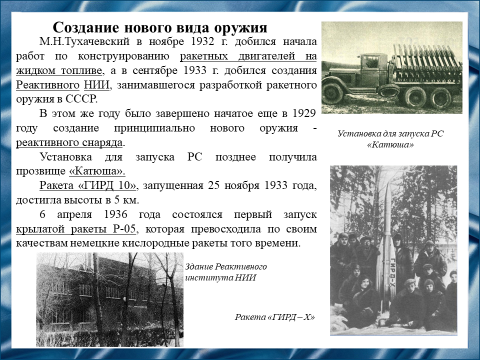 Создание нового вида оружия
М.Н.Тухачевский в ноябре 1932 г. добился начала
работ по конструированию ракетных двигателей на
жидком топливе, а в сентябре 1933 г. добился создания
Реактивного НИИ, занимавшегося разработкой ракетного
оружия в СССР.
В этом же году было завершено начатое еще в 1929
году создание принципиально нового оружия -
реактивного снаряда.
Установка для запуска РС позднее получила
прозвище «Катюша».
Ракета «ГИРД 10», запущенная 25 ноября 1933 года,
достигла высоты в 5 км.
6 апреля 1936 года состоялся первый запуск
крылатой ракеты Р-05, которая превосходила по своим
качествам немецкие кислородные ракеты того времени.
Установка для запуска РС
«Катюша»
Здание Реактивного
института НИИ
Ракета «ГИРД – Х»